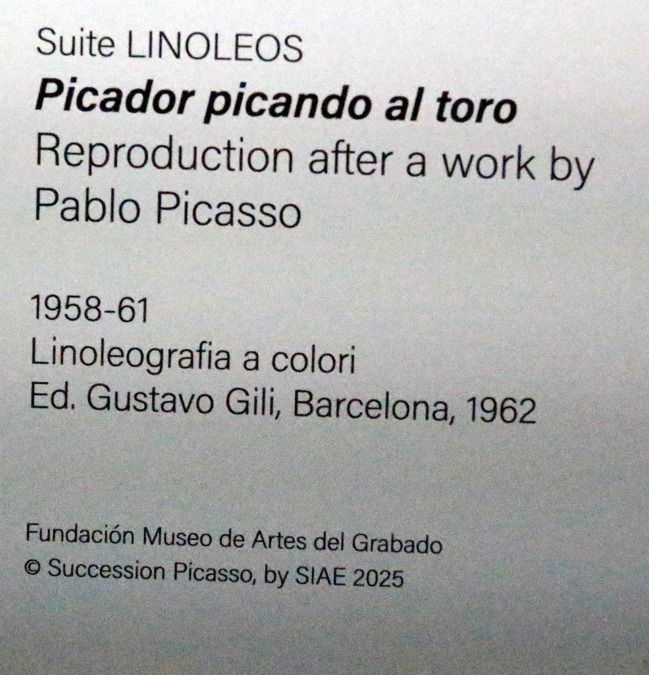 Suite LINOLEOS
Picador picando al toro
Reproduction after a work by
Pablo Picasso
1958-61
Linoleografia a colori
Ed. Gustavo Gili, Barcelona, 1962
Fundación Museo de Artes del Grabado
© Succession Picasso, by SIAE 2025